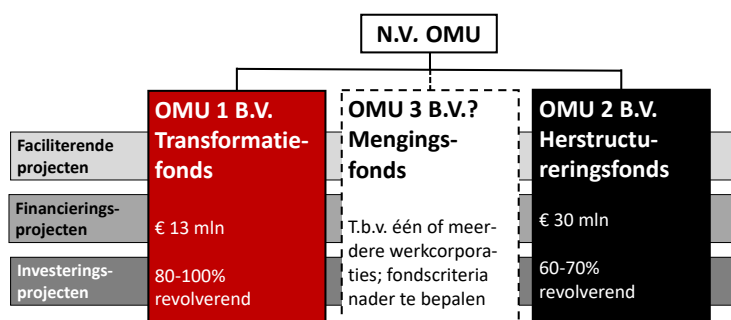 N.V. OMU
OMU 1 B.V.
Transformatie-
fonds
€ 13 mln
80-100%
revolverend
OMU 3 B.V.?
Mengings-
fonds
T.b.v. één of meer-
dere werkcorpora-
ties; fondscriteria
nader te bepalen
OMU 2 B.V.
Herstructu-
reringsfonds
€ 30 mln
60-70%
revolverend
Faciliterende
projecten
Financierings-
projecten
Investerings-
projecten